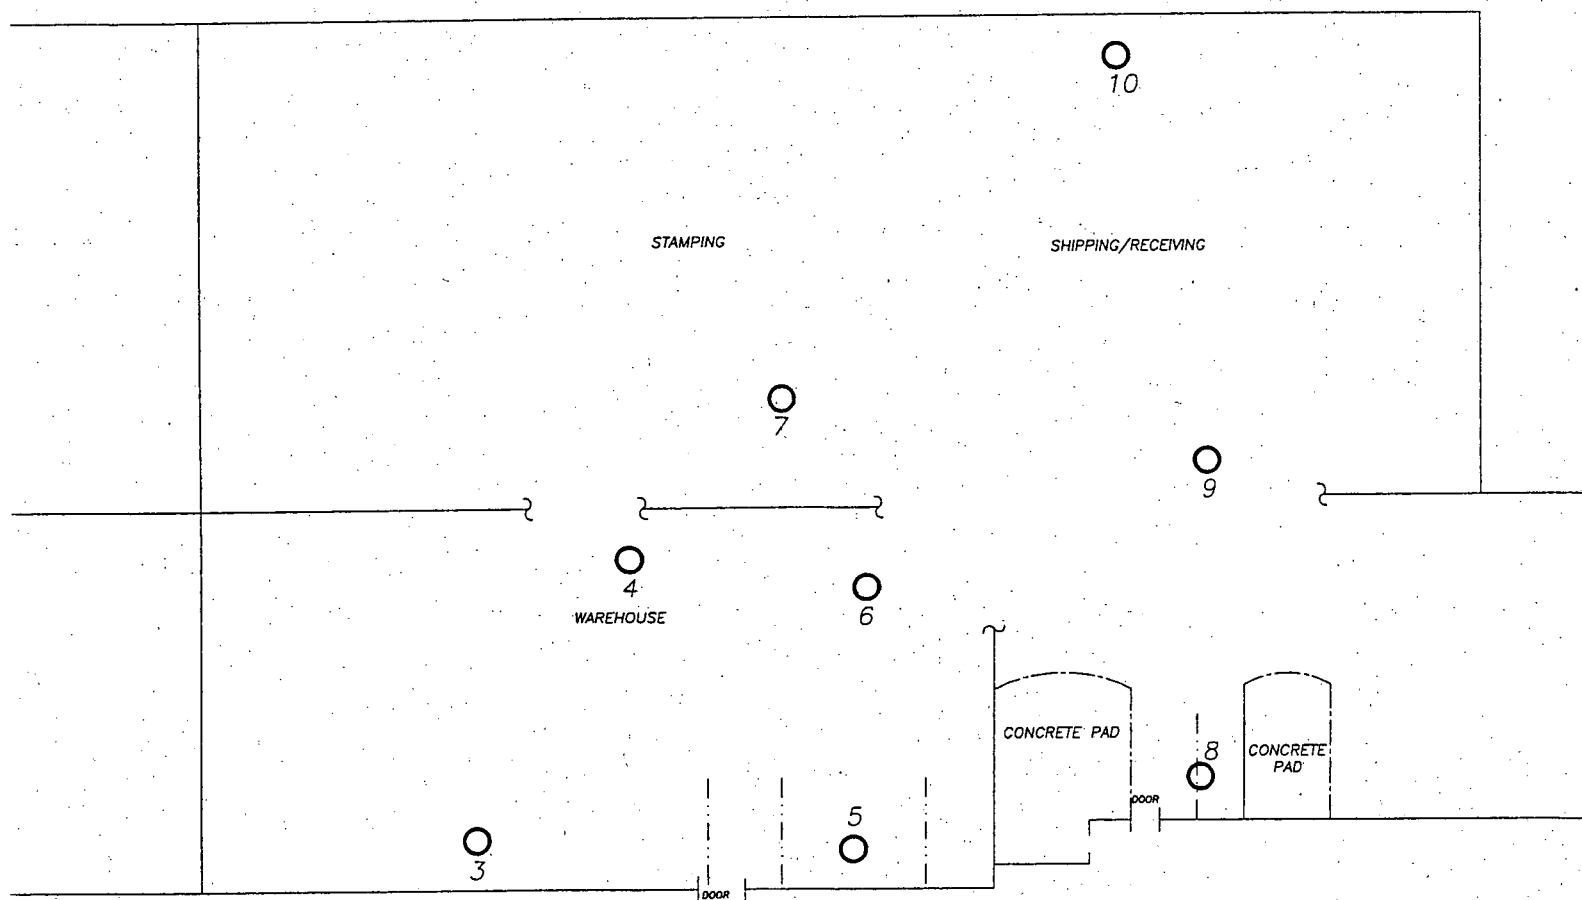 10
STAMPING
SHIPPING/RECEIVING
7
9
4
6
WAREHOUSE
CONCRETE PAD
8
CONCRETE
PAD
DOOR
5
3
DOOR